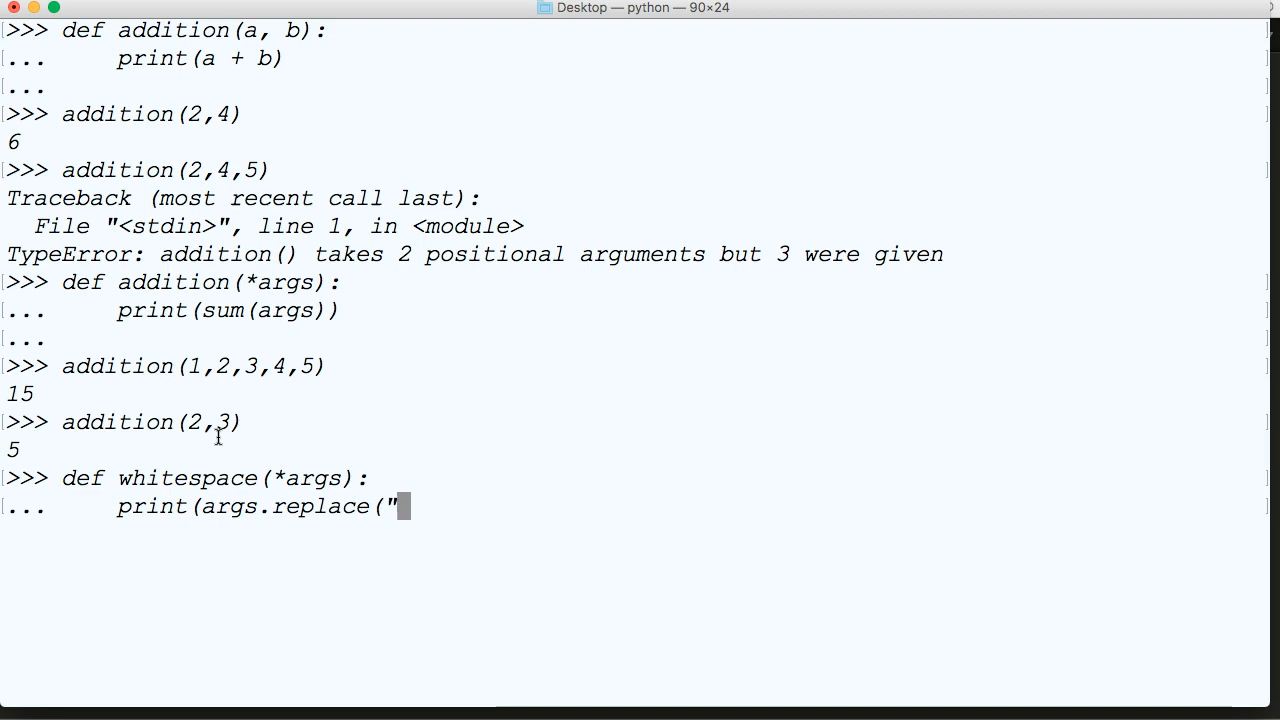 Desktop — python — 90×24
>>> def addition(a, b):
...     print(a + b)
...
>>> addition(2,4)
6
>>> addition(2,4,5)
Traceback (most recent call last):
  File "<stdin>", line 1, in <module>
TypeError: addition() takes 2 positional arguments but 3 were given
>>> def addition(*args):
...     print(sum(args))
...
>>> addition(1,2,3,4,5)
15
>>> addition(2,3)
5
>>> def whitespace(*args):
...     print(args.replace("